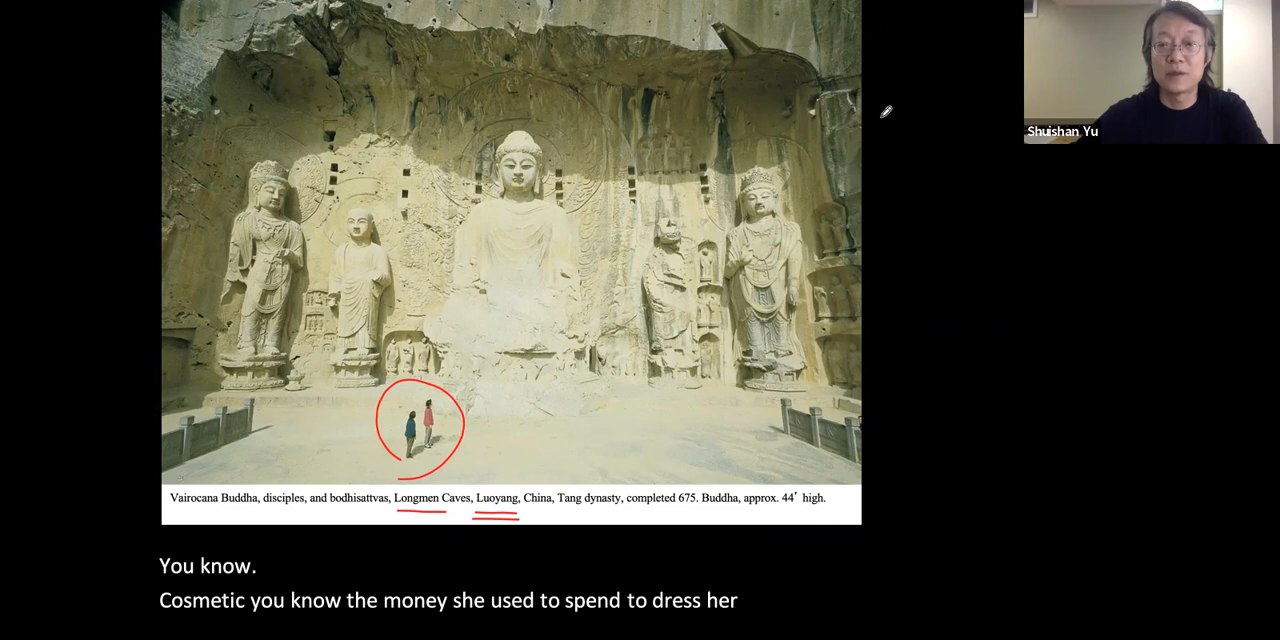 Shuishan Yu
Vairocana Buddha, disciples, and bodhisattvas, Longmen Caves, Luoyang, China, Tang dynasty, completed 675. Buddha, approx. 44′ high.
You know.
Cosmetic you know the money she used to spend to dress her